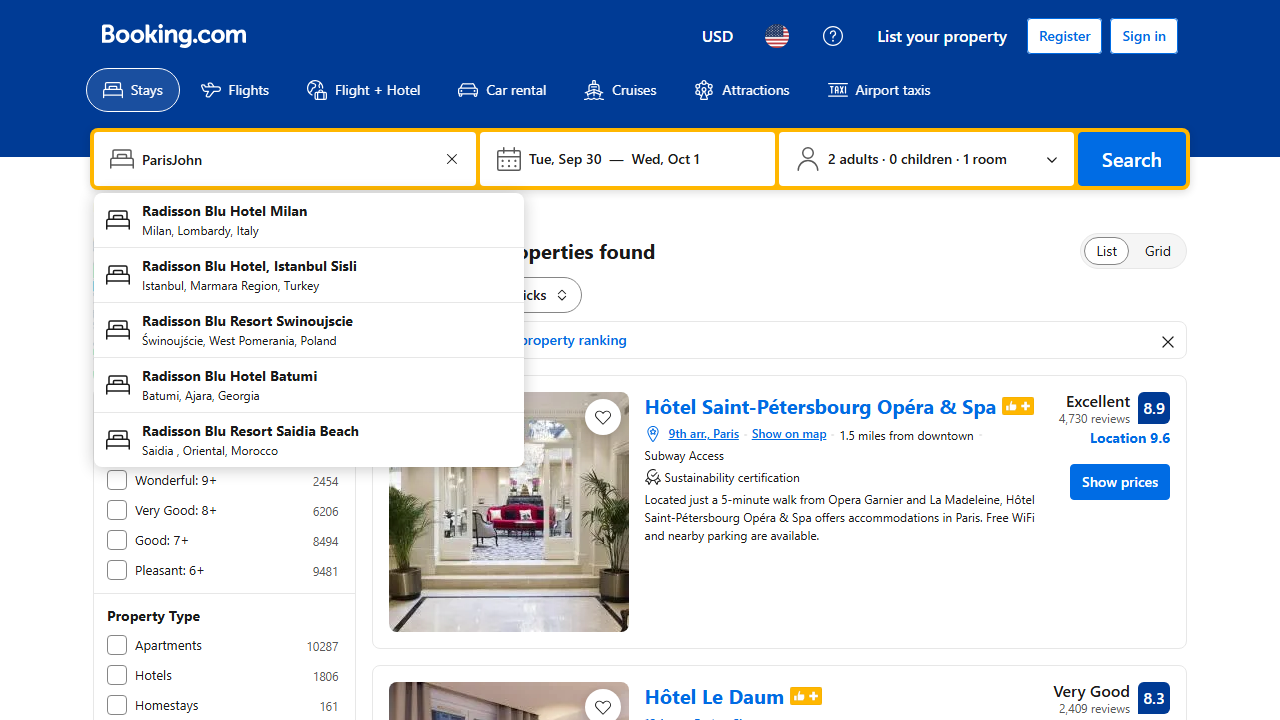 Booking.com
USD
List your property
Register
Sign in
Stays
Flights
Flight + Hotel
Car rental
Cruises
Attractions
TAXI
Airport taxis
ParisJohn
Tue, Sep 30 — Wed, Oct 1
2 adults · 0 children · 1 room
Search
Radisson Blu Hotel Milan
Milan, Lombardy, Italy
Radisson Blu Hotel, Istanbul Sisli
Istanbul, Marmara Region, Turkey
Radisson Blu Resort Swinoujscie
Świnoujście, West Pomerania, Poland
Radisson Blu Hotel Batumi
Batumi, Ajara, Georgia
Radisson Blu Resort Saidia Beach
Saidia , Oriental, Morocco
operties found
List
Grid
icks
property ranking
Hôtel Saint-Pétersbourg Opéra & Spa
Excellent
4,730 reviews
8.9
9th arr., Paris · Show on map · 1.5 miles from downtown ·
Location 9.6
Subway Access
Sustainability certification
Show prices
Located just a 5-minute walk from Opera Garnier and La Madeleine, Hôtel
Saint-Pétersbourg Opéra & Spa offers accommodations in Paris. Free WiFi
and nearby parking are available.
Wonderful: 9+ 2454
Very Good: 8+ 6206
Good: 7+ 8494
Pleasant: 6+ 9481
Property Type
Apartments 10287
Hotels 1806
Homestays 161
Hôtel Le Daum
Very Good
2,409 reviews
8.3